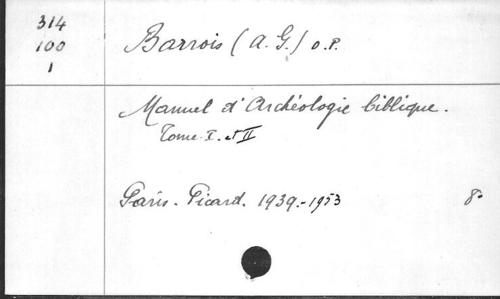 314
100
1
Barrois (A.G.) O.P.
Manuel d'Archéologie biblique.
Tome I. et II
Paris. Picard. 1939.-1953 8°